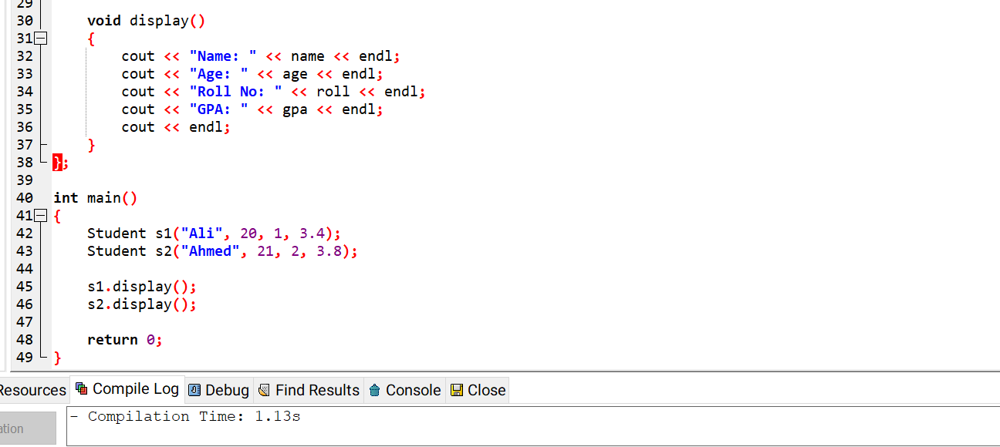 29
30     void display()
31     {
32         cout << "Name: " << name << endl;
33         cout << "Age: " << age << endl;
34         cout << "Roll No: " << roll << endl;
35         cout << "GPA: " << gpa << endl;
36         cout << endl;
37     }
38 };
39
40 int main()
41 {
42     Student s1("Ali", 20, 1, 3.4);
43     Student s2("Ahmed", 21, 2, 3.8);
44
45     s1.display();
46     s2.display();
47
48     return 0;
49 }
Resources Compile Log Debug Find Results Console Close
- Compilation Time: 1.13s